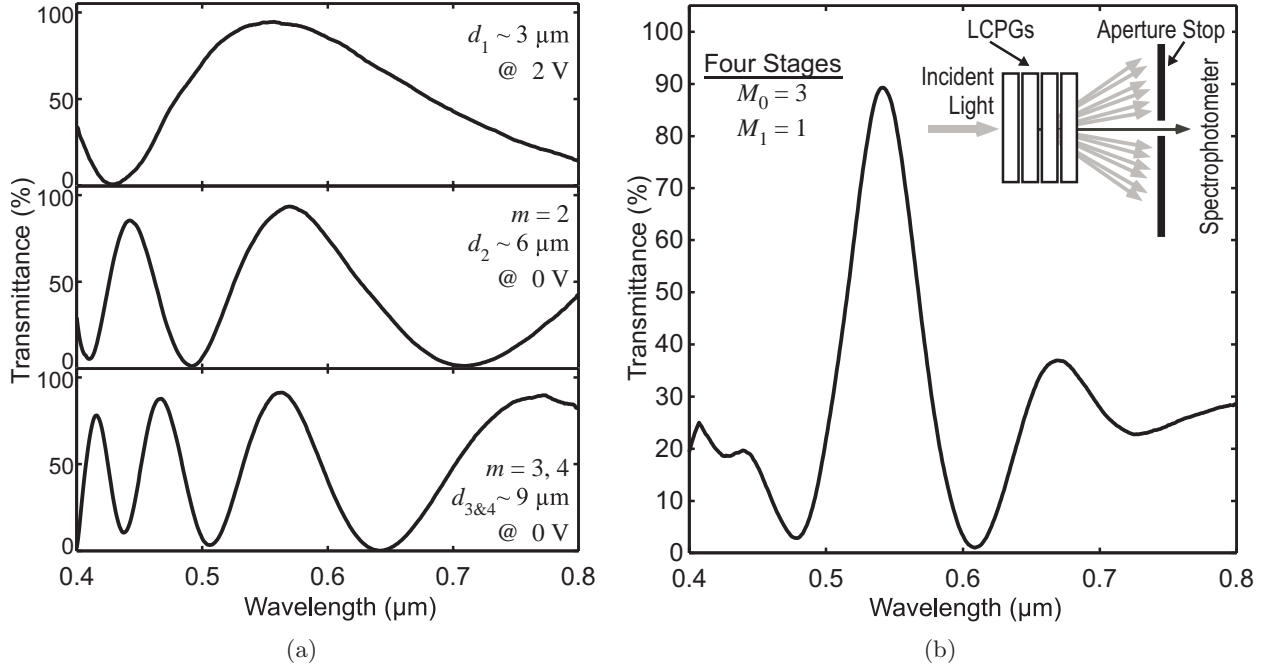 100
d₁ ~ 3 µm
@ 2 V
50
0
100
m = 2
d₂ ~ 6 µm
@ 0 V
50
0
100
m = 3, 4
d₃&₄ ~ 9 µm
@ 0 V
50
0
0.4 0.5 0.6 0.7 0.8
Transmittance (%)
Wavelength (µm)
(a)
100
90
80
70
60
50
40
30
20
10
0
0.4 0.5 0.6 0.7 0.8
Transmittance (%)
Wavelength (µm)
Four Stages
M₀ = 3
M₁ = 1
LCPGs
Aperture Stop
Incident
Light
Spectrophotometer
(b)